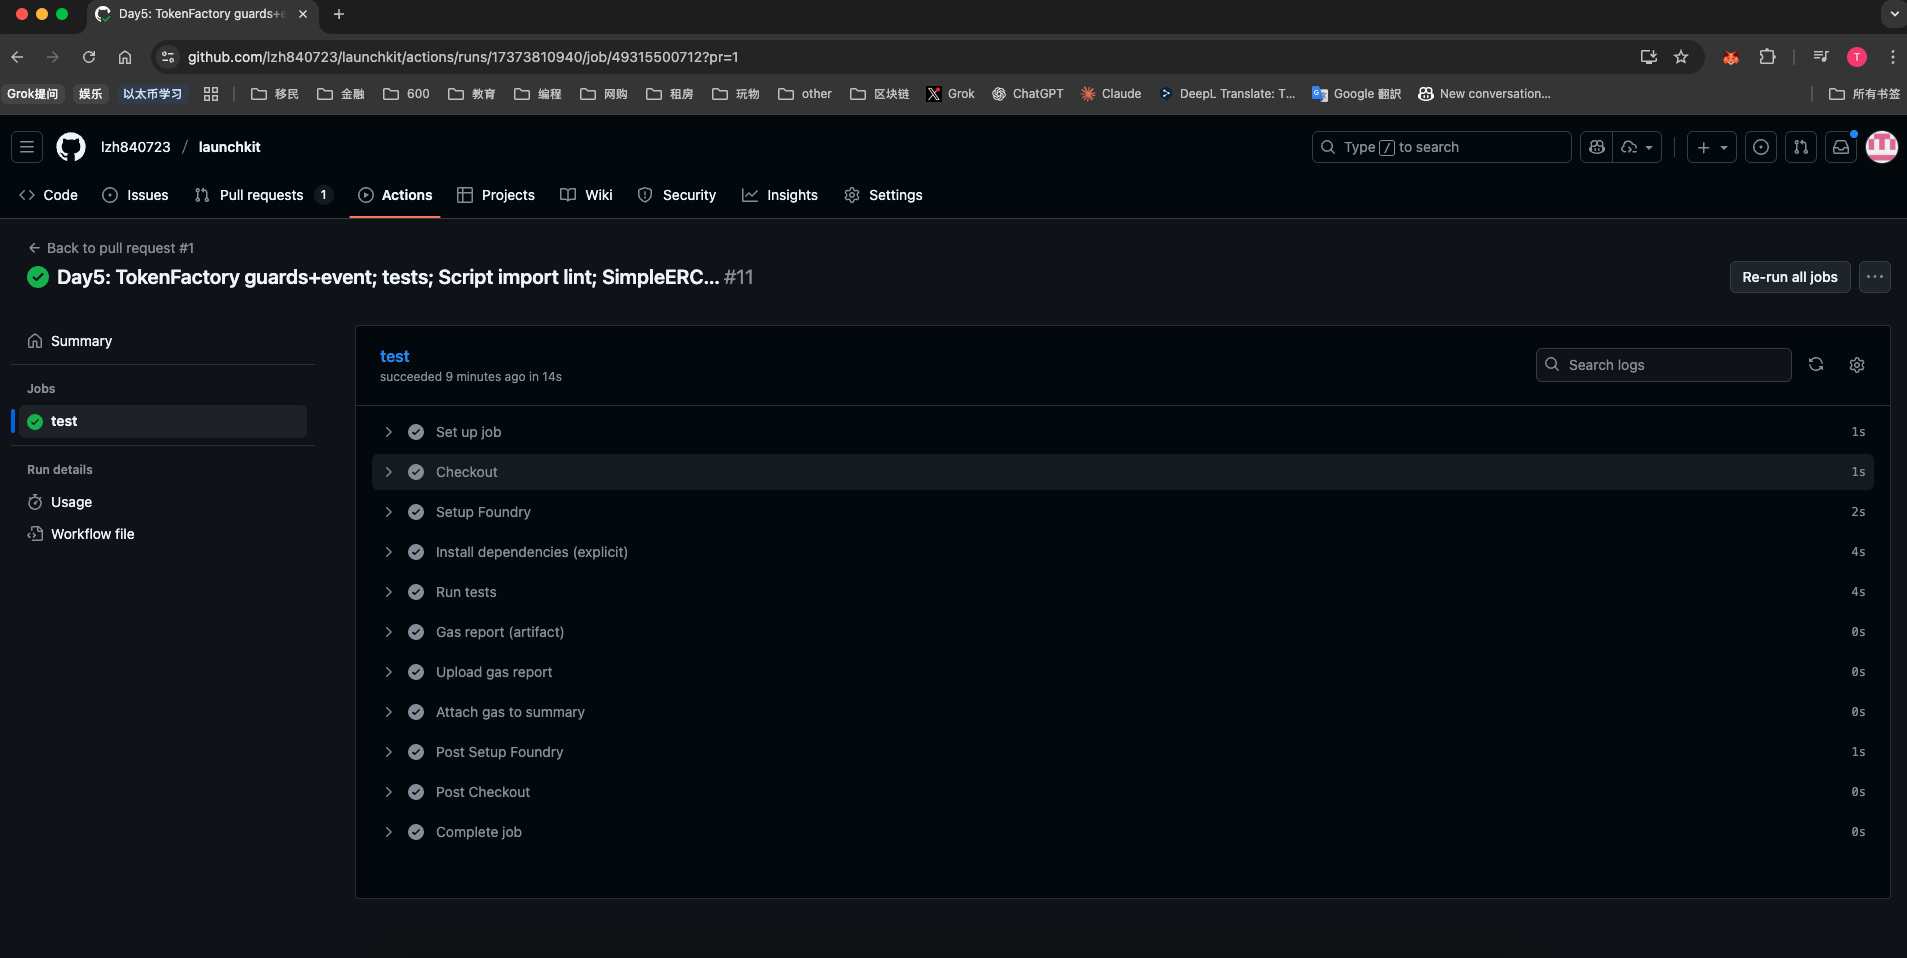 Day5: TokenFactory guards+e
github.com/lzh840723/launchkit/actions/runs/17373810940/job/49315500712?pr=1
T
Grok提问 娱乐 以太币学习 移民 金融 600 教育 编程 网购 租房 玩物 other 区块链 Grok ChatGPT Claude DeepL Translate: T... Google 翻訳 New conversation... 所有书签
lzh840723 / launchkit
Type / to search
Code Issues Pull requests 1 Actions Projects Wiki Security Insights Settings
Back to pull request #1
Day5: TokenFactory guards+event; tests; Script import lint; SimpleERC... #11
Re-run all jobs
Summary
Jobs
test
Run details
Usage
Workflow file
test
succeeded 9 minutes ago in 14s
Search logs
Set up job 1s
Checkout 1s
Setup Foundry 2s
Install dependencies (explicit) 4s
Run tests 4s
Gas report (artifact) 0s
Upload gas report 0s
Attach gas to summary 0s
Post Setup Foundry 1s
Post Checkout 0s
Complete job 0s